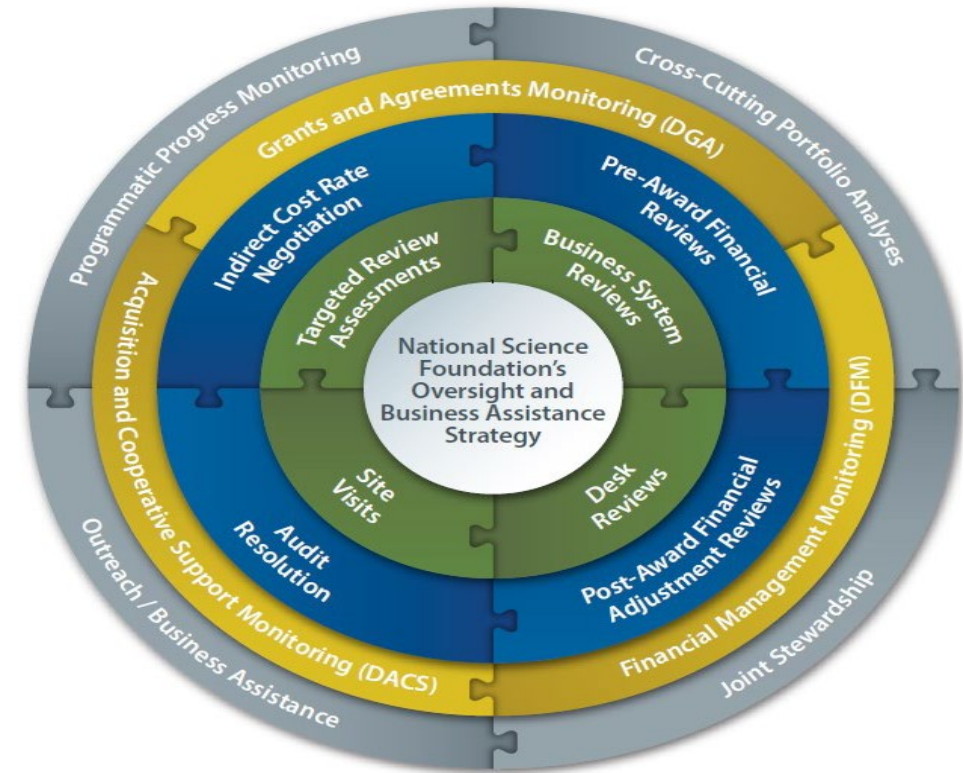 Programmatic Progress Monitoring
Cross-Cutting Portfolio Analyses
Grants and Agreements Monitoring (DGA)
Indirect Cost Rate
Negotiation
Pre-Award Financial
Reviews
Targeted Review
Assessments
Business System
Reviews
National Science
Foundation's
Oversight and
Business Assistance
Strategy
Site
Visits
Desk
Reviews
Audit
Resolution
Post-Award Financial
Adjustment Reviews
Acquisition and Cooperative Support Monitoring (DACS)
Financial Management Monitoring (DFM)
Outreach / Business Assistance
Joint Stewardship